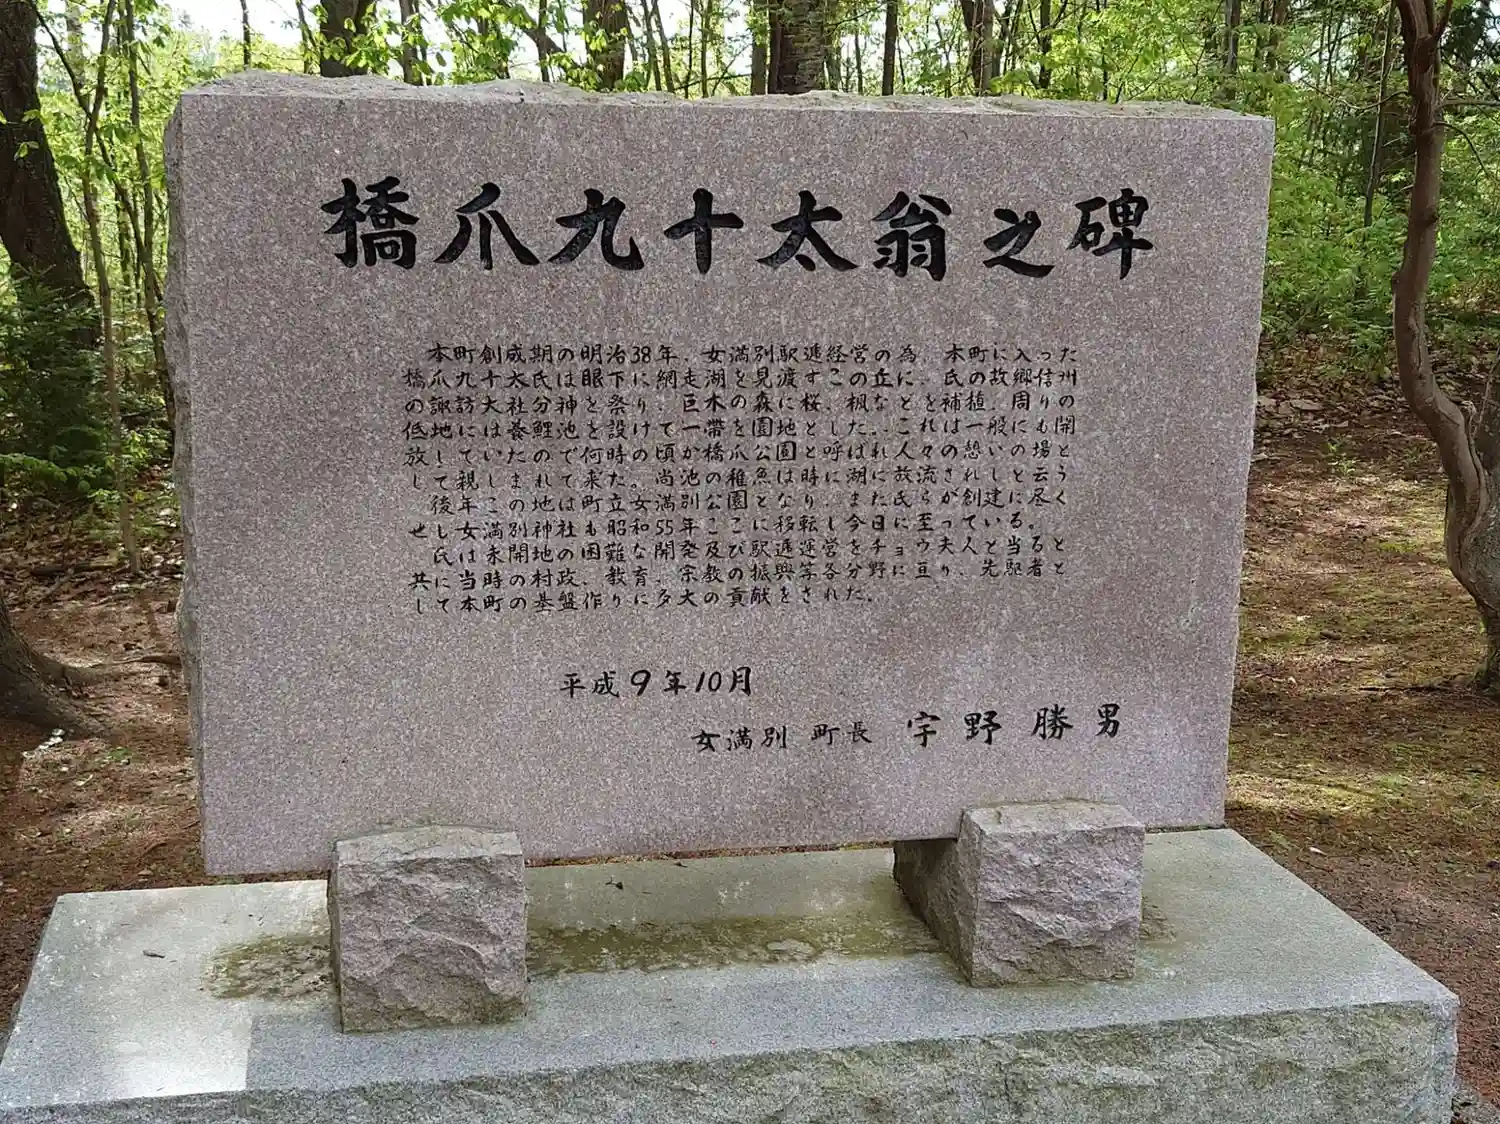 橋爪九十太翁之碑
本町創成期の明治38年、女満別駅逓経営の為、本町に入った
橋爪九十太氏は眼下に網走湖を見渡すこの丘に、氏の故郷信州
の諏訪大社分神と祭り、巨木の森に桜、楓などを補植、周りの
低地には養鯉池を設けて一帯を園地とした。これは一般にも開
放していたので何時の頃か橋爪公園と呼ばれ人々の憩いの場と
して親しまれて来た。尚池の稚魚は時に湖に放流されしと云う
後年この地は町立女満別公園となり、また氏らが創建に尽く
せし女満別神社も昭和55年ここに移転し今日に至っている。
氏は未開地の困難な開発及び駅逓運営をチョウ夫人と当ると
共に当時の村政、教育、宗教の振興等各分野に亘り、先駆者と
して本町の基盤作りに多大の貢献をされた。
平成9年10月
女満別 町長 宇野 勝男